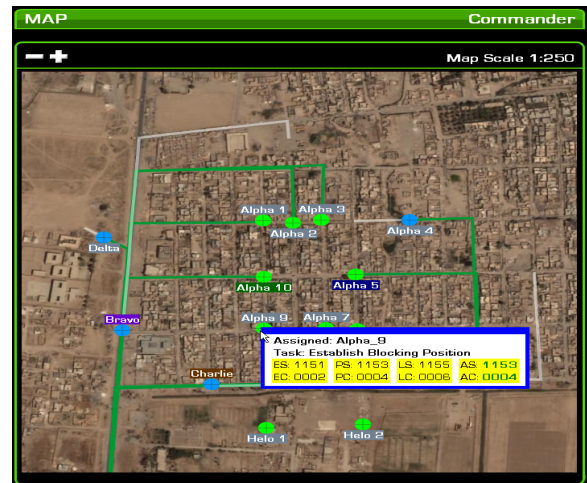 MAP Commander
Map Scale 1:250
Alpha 1 Alpha 3
Alpha 2 Alpha 4
Delta
Alpha 10 Alpha 5
Bravo Alpha 9 Alpha 7
Assigned: Alpha_9
Task: Establish Blocking Position
ES: 1151 PS: 1153 LS: 1155 AS: 1153
EC: 0002 PC: 0004 LC: 0006 AC: 0004
Charlie
Helo 1 Helo 2